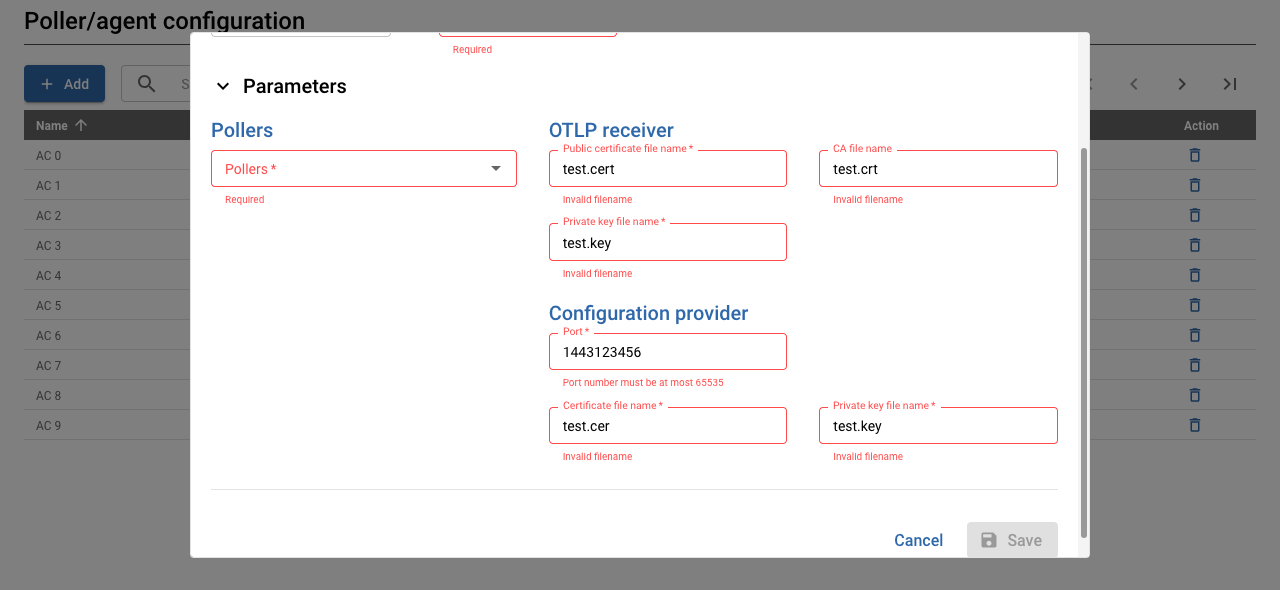 Poller/agent configuration
Required
Add
S
Parameters
Name
Action
Pollers
OTLP receiver
Pollers *
Required
Public certificate file name *
test.cert
Invalid filename
CA file name
test.crt
Invalid filename
Private key file name *
test.key
Invalid filename
Configuration provider
Port *
1443123456
Port number must be at most 65535
Certificate file name *
test.cer
Invalid filename
Private key file name *
test.key
Invalid filename
AC 0
AC 1
AC 2
AC 3
AC 4
AC 5
AC 6
AC 7
AC 8
AC 9
Cancel
Save